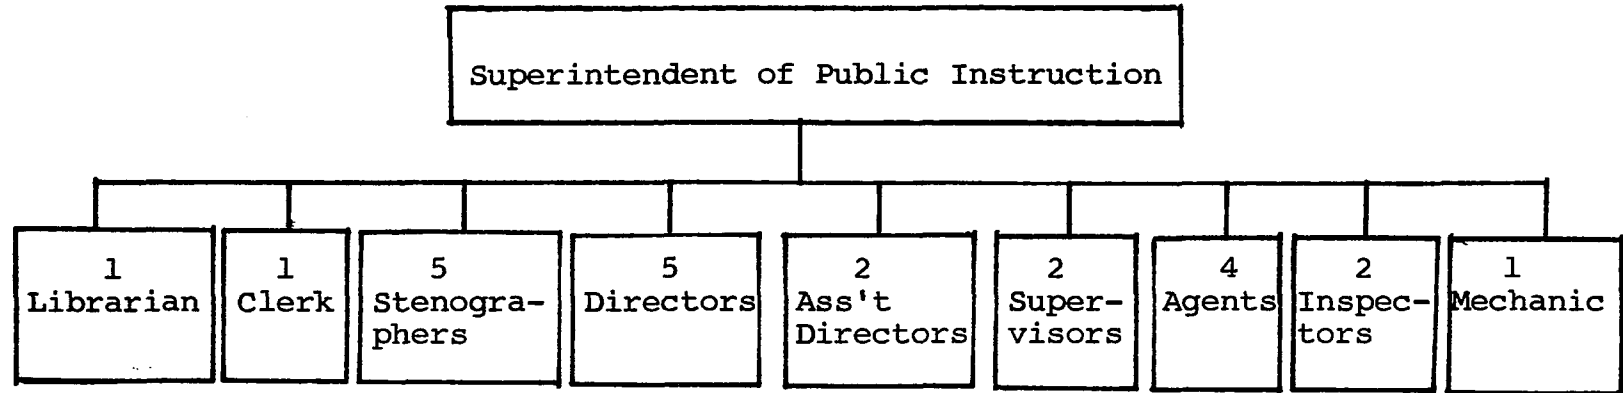 Superintendent of Public Instruction
1
Librarian
1
Clerk
5
Stenogra-
phers
5
Directors
2
Ass't
Directors
2
Super-
visors
4
Agents
2
Inspec-
tors
1
Mechanic